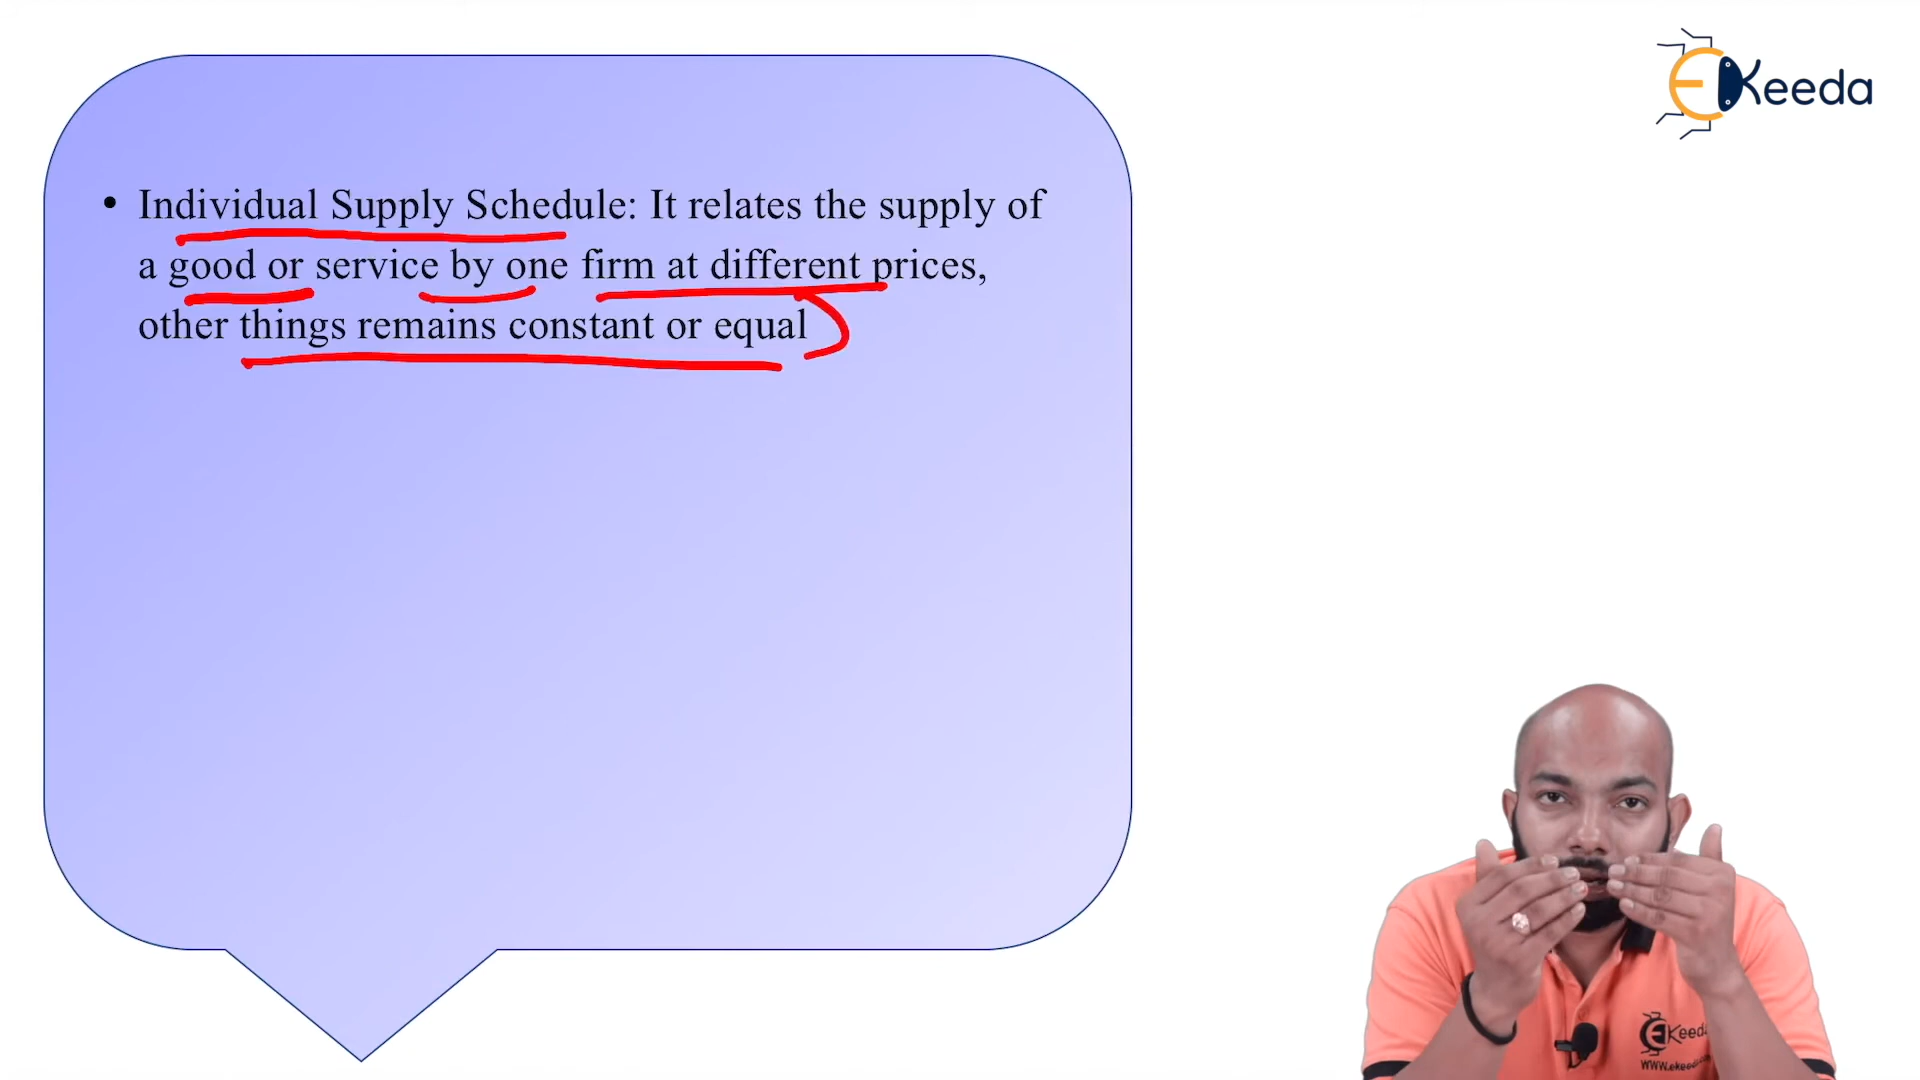 EKeeda
• Individual Supply Schedule: It relates the supply of
a good or service by one firm at different prices,
other things remains constant or equal
EKeeda